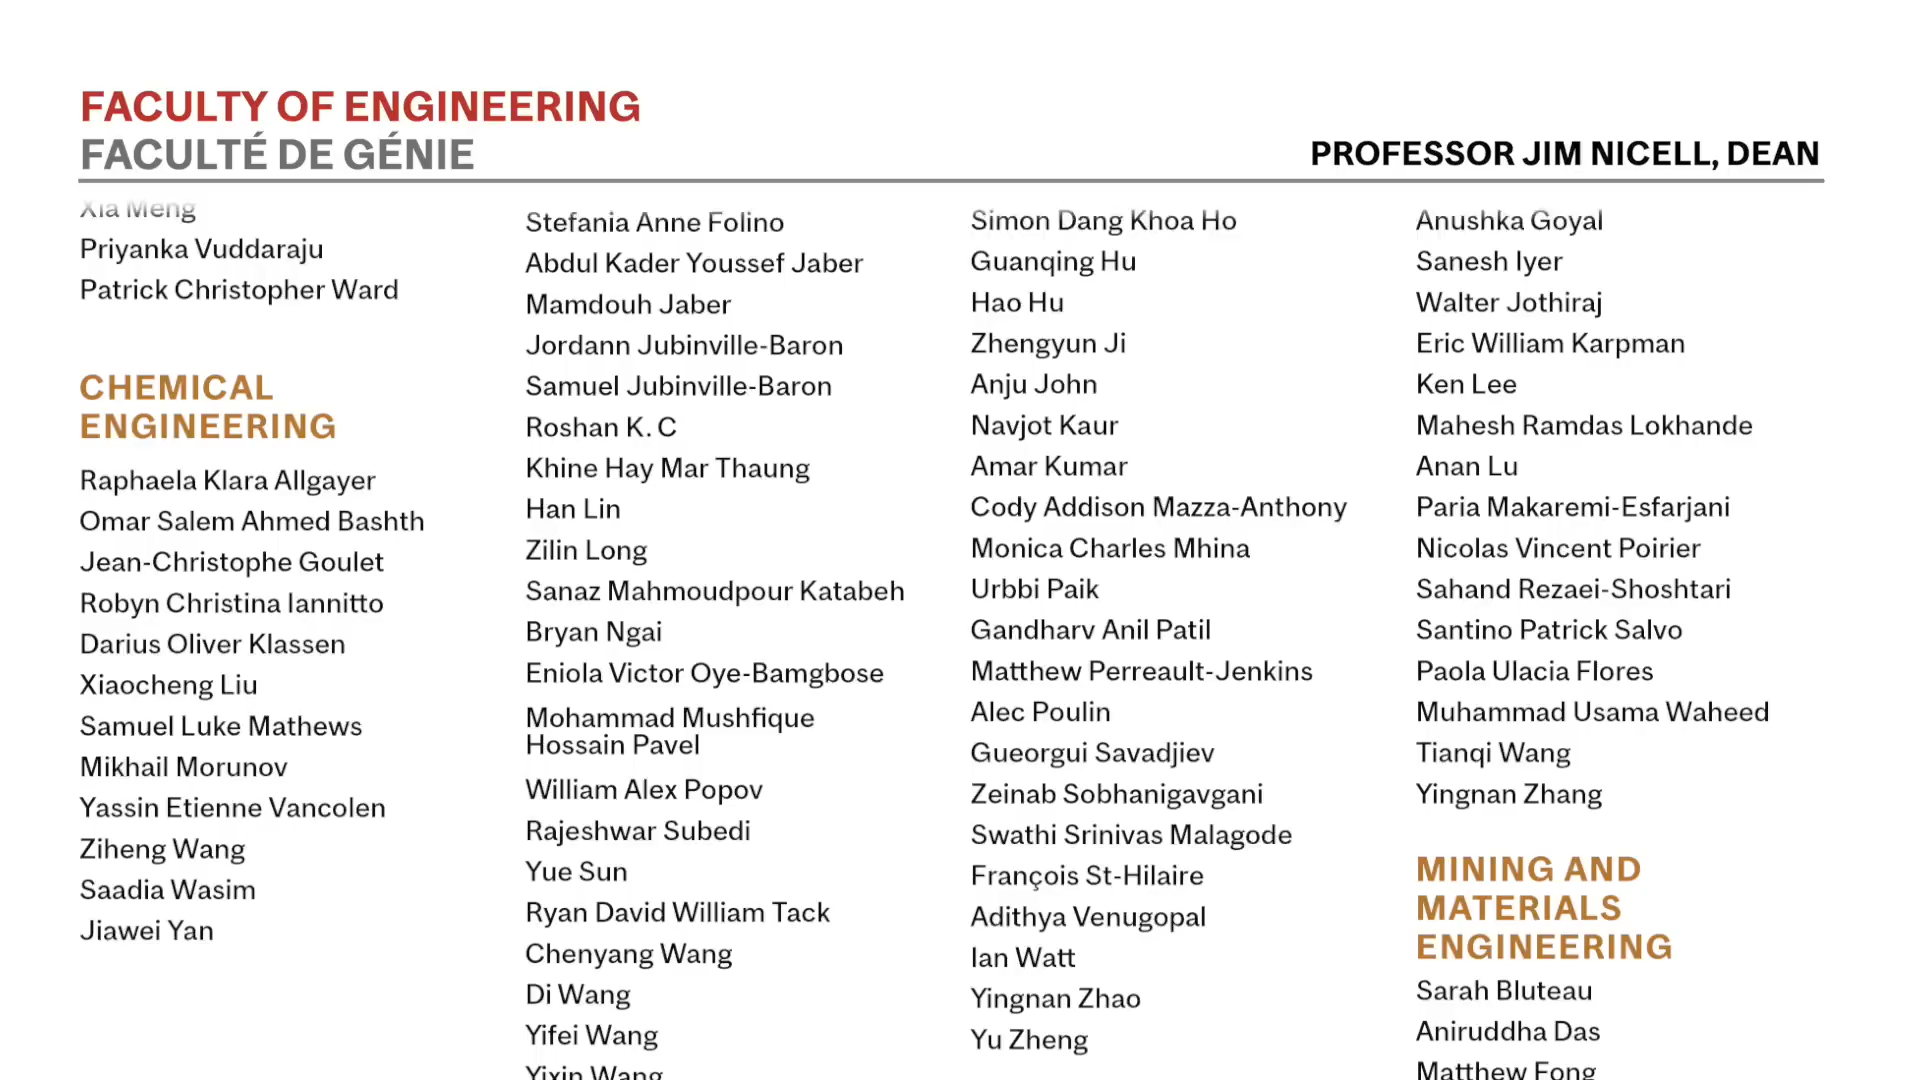 FACULTY OF ENGINEERING
FACULTÉ DE GÉNIE
PROFESSOR JIM NICELL, DEAN
Xia Meng
Priyanka Vuddaraju
Patrick Christopher Ward
CHEMICAL
ENGINEERING
Raphaela Klara Allgayer
Omar Salem Ahmed Bashth
Jean-Christophe Goulet
Robyn Christina Iannitto
Darius Oliver Klassen
Xiaocheng Liu
Samuel Luke Mathews
Mikhail Morunov
Yassin Etienne Vancolen
Ziheng Wang
Saadia Wasim
Jiawei Yan
Stefania Anne Folino
Abdul Kader Youssef Jaber
Mamdouh Jaber
Jordann Jubinville-Baron
Samuel Jubinville-Baron
Roshan K. C
Khine Hay Mar Thaung
Han Lin
Zilin Long
Sanaz Mahmoudpour Katabeh
Bryan Ngai
Eniola Victor Oye-Bamgbose
Mohammad Mushfique
Hossain Pavel
William Alex Popov
Rajeshwar Subedi
Yue Sun
Ryan David William Tack
Chenyang Wang
Di Wang
Yifei Wang
Yixin Wang
Simon Dang Khoa Ho
Guanqing Hu
Hao Hu
Zhengyun Ji
Anju John
Navjot Kaur
Amar Kumar
Cody Addison Mazza-Anthony
Monica Charles Mhina
Urbbi Paik
Gandharv Anil Patil
Matthew Perreault-Jenkins
Alec Poulin
Gueorgui Savadjiev
Zeinab Sobhanigavgani
Swathi Srinivas Malagode
François St-Hilaire
Adithya Venugopal
Ian Watt
Yingnan Zhao
Yu Zheng
Anushka Goyal
Sanesh Iyer
Walter Jothiraj
Eric William Karpman
Ken Lee
Mahesh Ramdas Lokhande
Anan Lu
Paria Makaremi-Esfarjani
Nicolas Vincent Poirier
Sahand Rezaei-Shoshtari
Santino Patrick Salvo
Paola Ulacia Flores
Muhammad Usama Waheed
Tianqi Wang
Yingnan Zhang
MINING AND
MATERIALS
ENGINEERING
Sarah Bluteau
Aniruddha Das
Matthew Fong